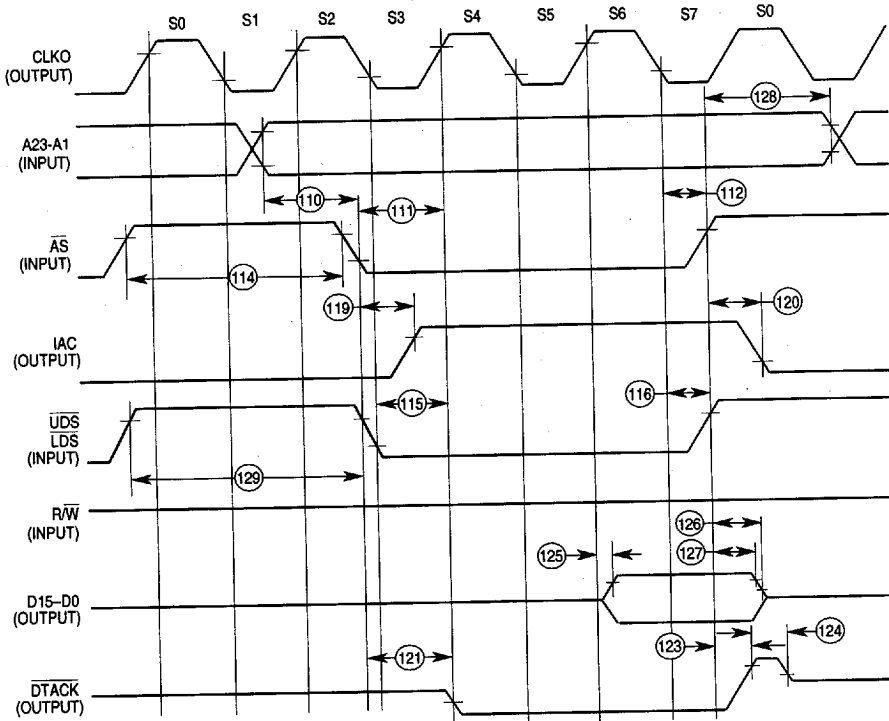 S0 S1 S2 S3 S4 S5 S6 S7 S0
CLKO
(OUTPUT)
128
A23-A1
(INPUT)
110 111 112
AS
(INPUT)
114
119 120
IAC
(OUTPUT)
115 116
UDS
LDS
(INPUT)
129
R/W
(INPUT)
126
125 127
D15–D0
(OUTPUT)
123 124
121
DTACK
(OUTPUT)